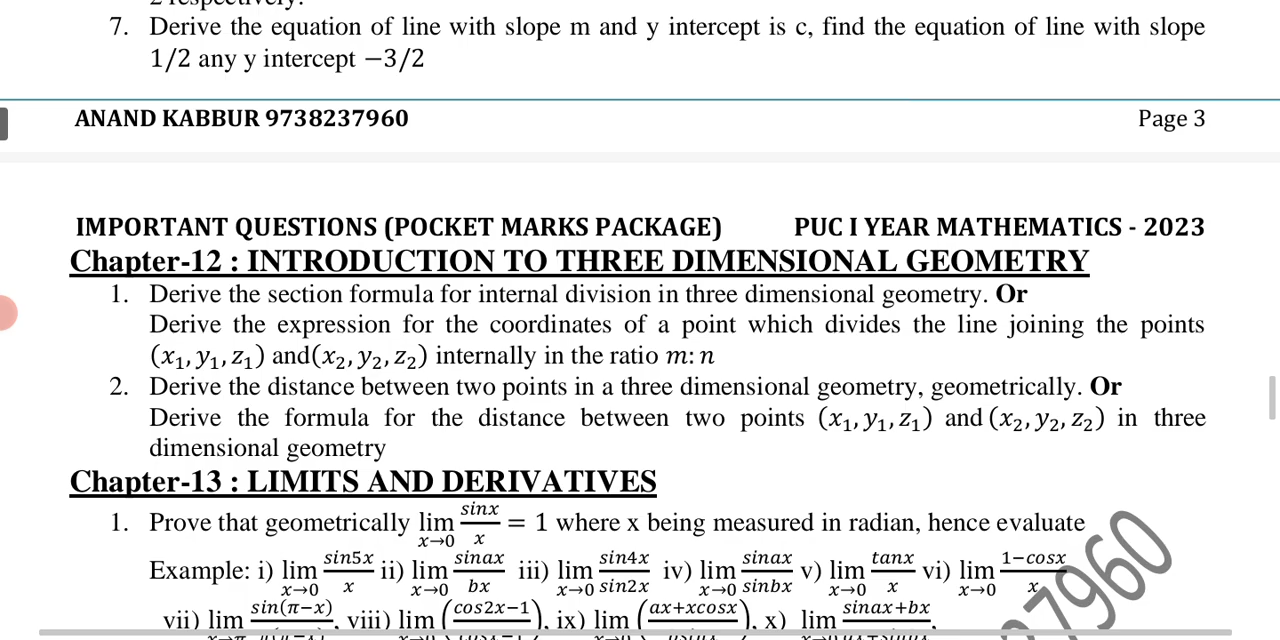 7. Derive the equation of line with slope m and y intercept is c, find the equation of line with slope
1/2 any y intercept −3/2
ANAND KABBUR 9738237960 Page 3
IMPORTANT QUESTIONS (POCKET MARKS PACKAGE) PUC I YEAR MATHEMATICS - 2023
Chapter-12 : INTRODUCTION TO THREE DIMENSIONAL GEOMETRY
1. Derive the section formula for internal division in three dimensional geometry. Or
Derive the expression for the coordinates of a point which divides the line joining the points
(x₁, y₁, z₁) and(x₂, y₂, z₂) internally in the ratio m: n
2. Derive the distance between two points in a three dimensional geometry, geometrically. Or
Derive the formula for the distance between two points (x₁, y₁, z₁) and (x₂, y₂, z₂) in three
dimensional geometry
Chapter-13 : LIMITS AND DERIVATIVES
1. Prove that geometrically lim x→0 sinx/x = 1 where x being measured in radian, hence evaluate
Example: i) lim x→0 sin5x/x ii) lim x→0 sinax/bx iii) lim x→0 sin4x/sin2x iv) lim x→0 sinax/sinbx v) lim x→0 tanx/x vi) lim x→0 1−cosx/x
vii) lim sin(π−x), viii) lim (cos2x−1), ix) lim (ax+xcosx), x) lim sinax+bx,
7960